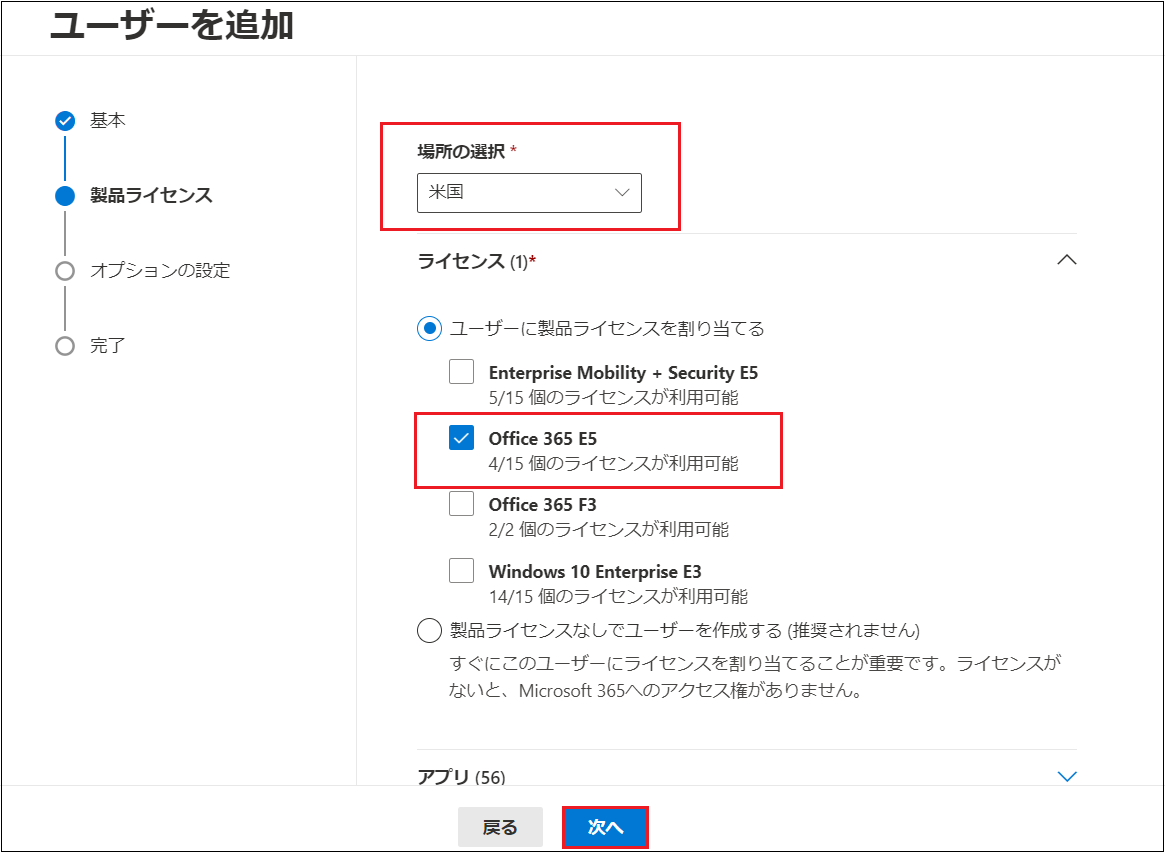 ユーザーを追加
基本
製品ライセンス
オプションの設定
完了
場所の選択 *
米国
ライセンス (1)*
ユーザーに製品ライセンスを割り当てる
Enterprise Mobility + Security E5
5/15 個のライセンスが利用可能
Office 365 E5
4/15 個のライセンスが利用可能
Office 365 F3
2/2 個のライセンスが利用可能
Windows 10 Enterprise E3
14/15 個のライセンスが利用可能
製品ライセンスなしでユーザーを作成する (推奨されません)
すぐにこのユーザーにライセンスを割り当てることが重要です。ライセンスが
ないと、Microsoft 365へのアクセス権がありません。
アプリ (56)
戻る
次へ